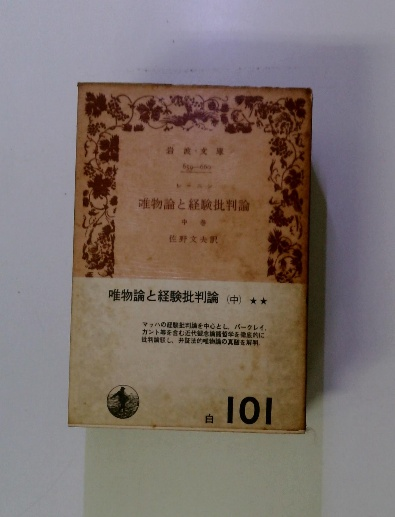 岩波文庫
659—660
レーニン
唯物論と経験批判論
中巻
佐野文夫訳
唯物論と経験批判論 (中) ★★
マッハの経験批判論を中心とし、バークレイ、
カント等を含む近代観念論哲学を徹底的に
批判論駁し、弁証法的唯物論の真髄を解明.
白 101